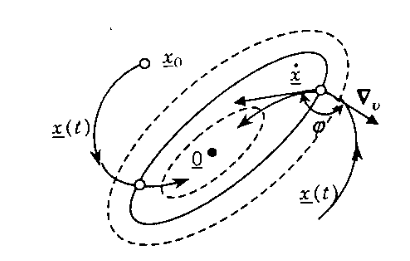 x₀
ẋ
∇ᵥ
x(t)
0
φ
x(t)